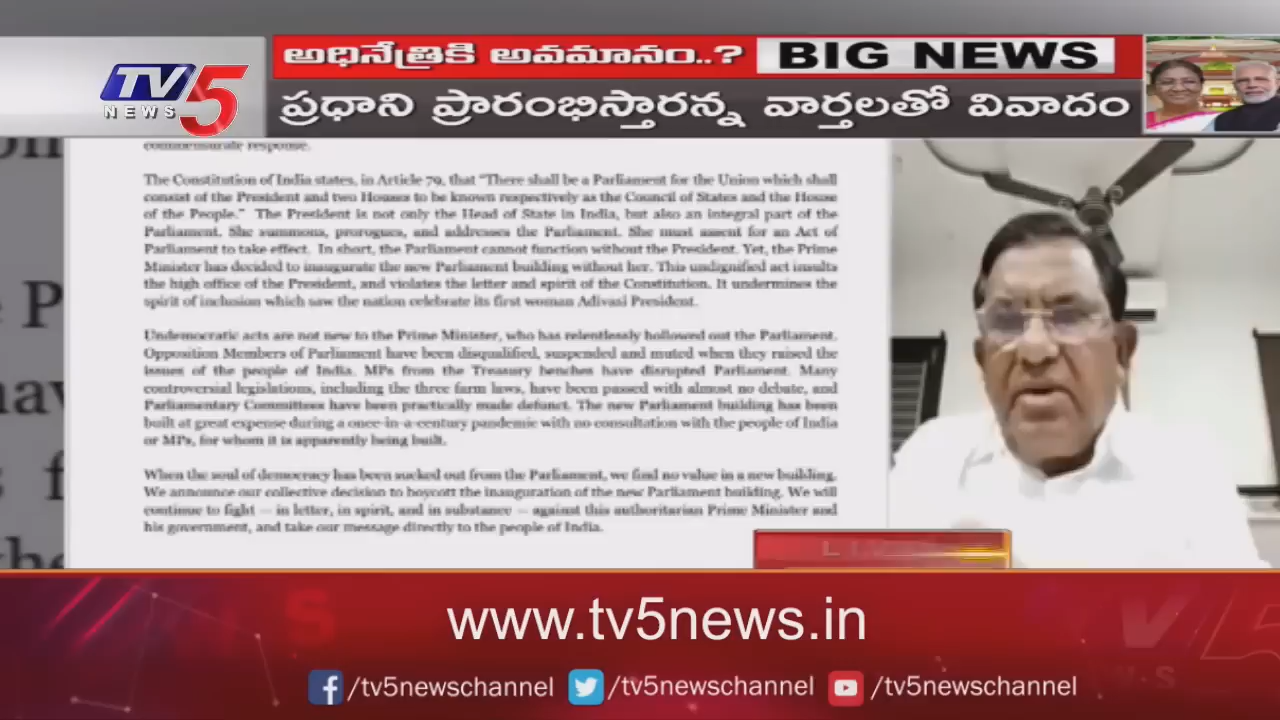 అధినేత్రికి అవమానం..?
BIG NEWS
TV5
NEWS
ప్రధాని ప్రారంభిస్తారన్న వార్తలతో వివాదం
commensurate response.
The Constitution of India states, in Article 79, that “There shall be a Parliament for the Union which shall
consist of the President and two Houses to be known respectively as the Council of States and the House
of the People.” The President is not only the Head of State in India, but also an integral part of the
Parliament. She summons, prorogues, and addresses the Parliament. She must assent for an Act of
Parliament to take effect. In short, the Parliament cannot function without the President. Yet, the Prime
Minister has decided to inaugurate the new Parliament building without her. This undignified act insults
the high office of the President, and violates the letter and spirit of the Constitution. It undermines the
spirit of inclusion which saw the nation celebrate its first woman Adivasi President.
Undemocratic acts are not new to the Prime Minister, who has relentlessly hollowed out the Parliament.
Opposition Members of Parliament have been disqualified, suspended and muted when they raised the
issues of the people of India. MPs from the Treasury benches have disrupted Parliament. Many
controversial legislations, including the three farm laws, have been passed with almost no debate, and
Parliamentary Committees have been practically made defunct. The new Parliament building has been
built at great expense during a once-in-a-century pandemic with no consultation with the people of India
or MPs, for whom it is apparently being built.
When the soul of democracy has been sucked out from the Parliament, we find no value in a new building.
We announce our collective decision to boycott the inauguration of the new Parliament building. We will
continue to fight – in letter, in spirit, and in substance – against this authoritarian Prime Minister and
his government, and take our message directly to the people of India.
www.tv5news.in
/tv5newschannel
/tv5newschannel
/tv5newschannel